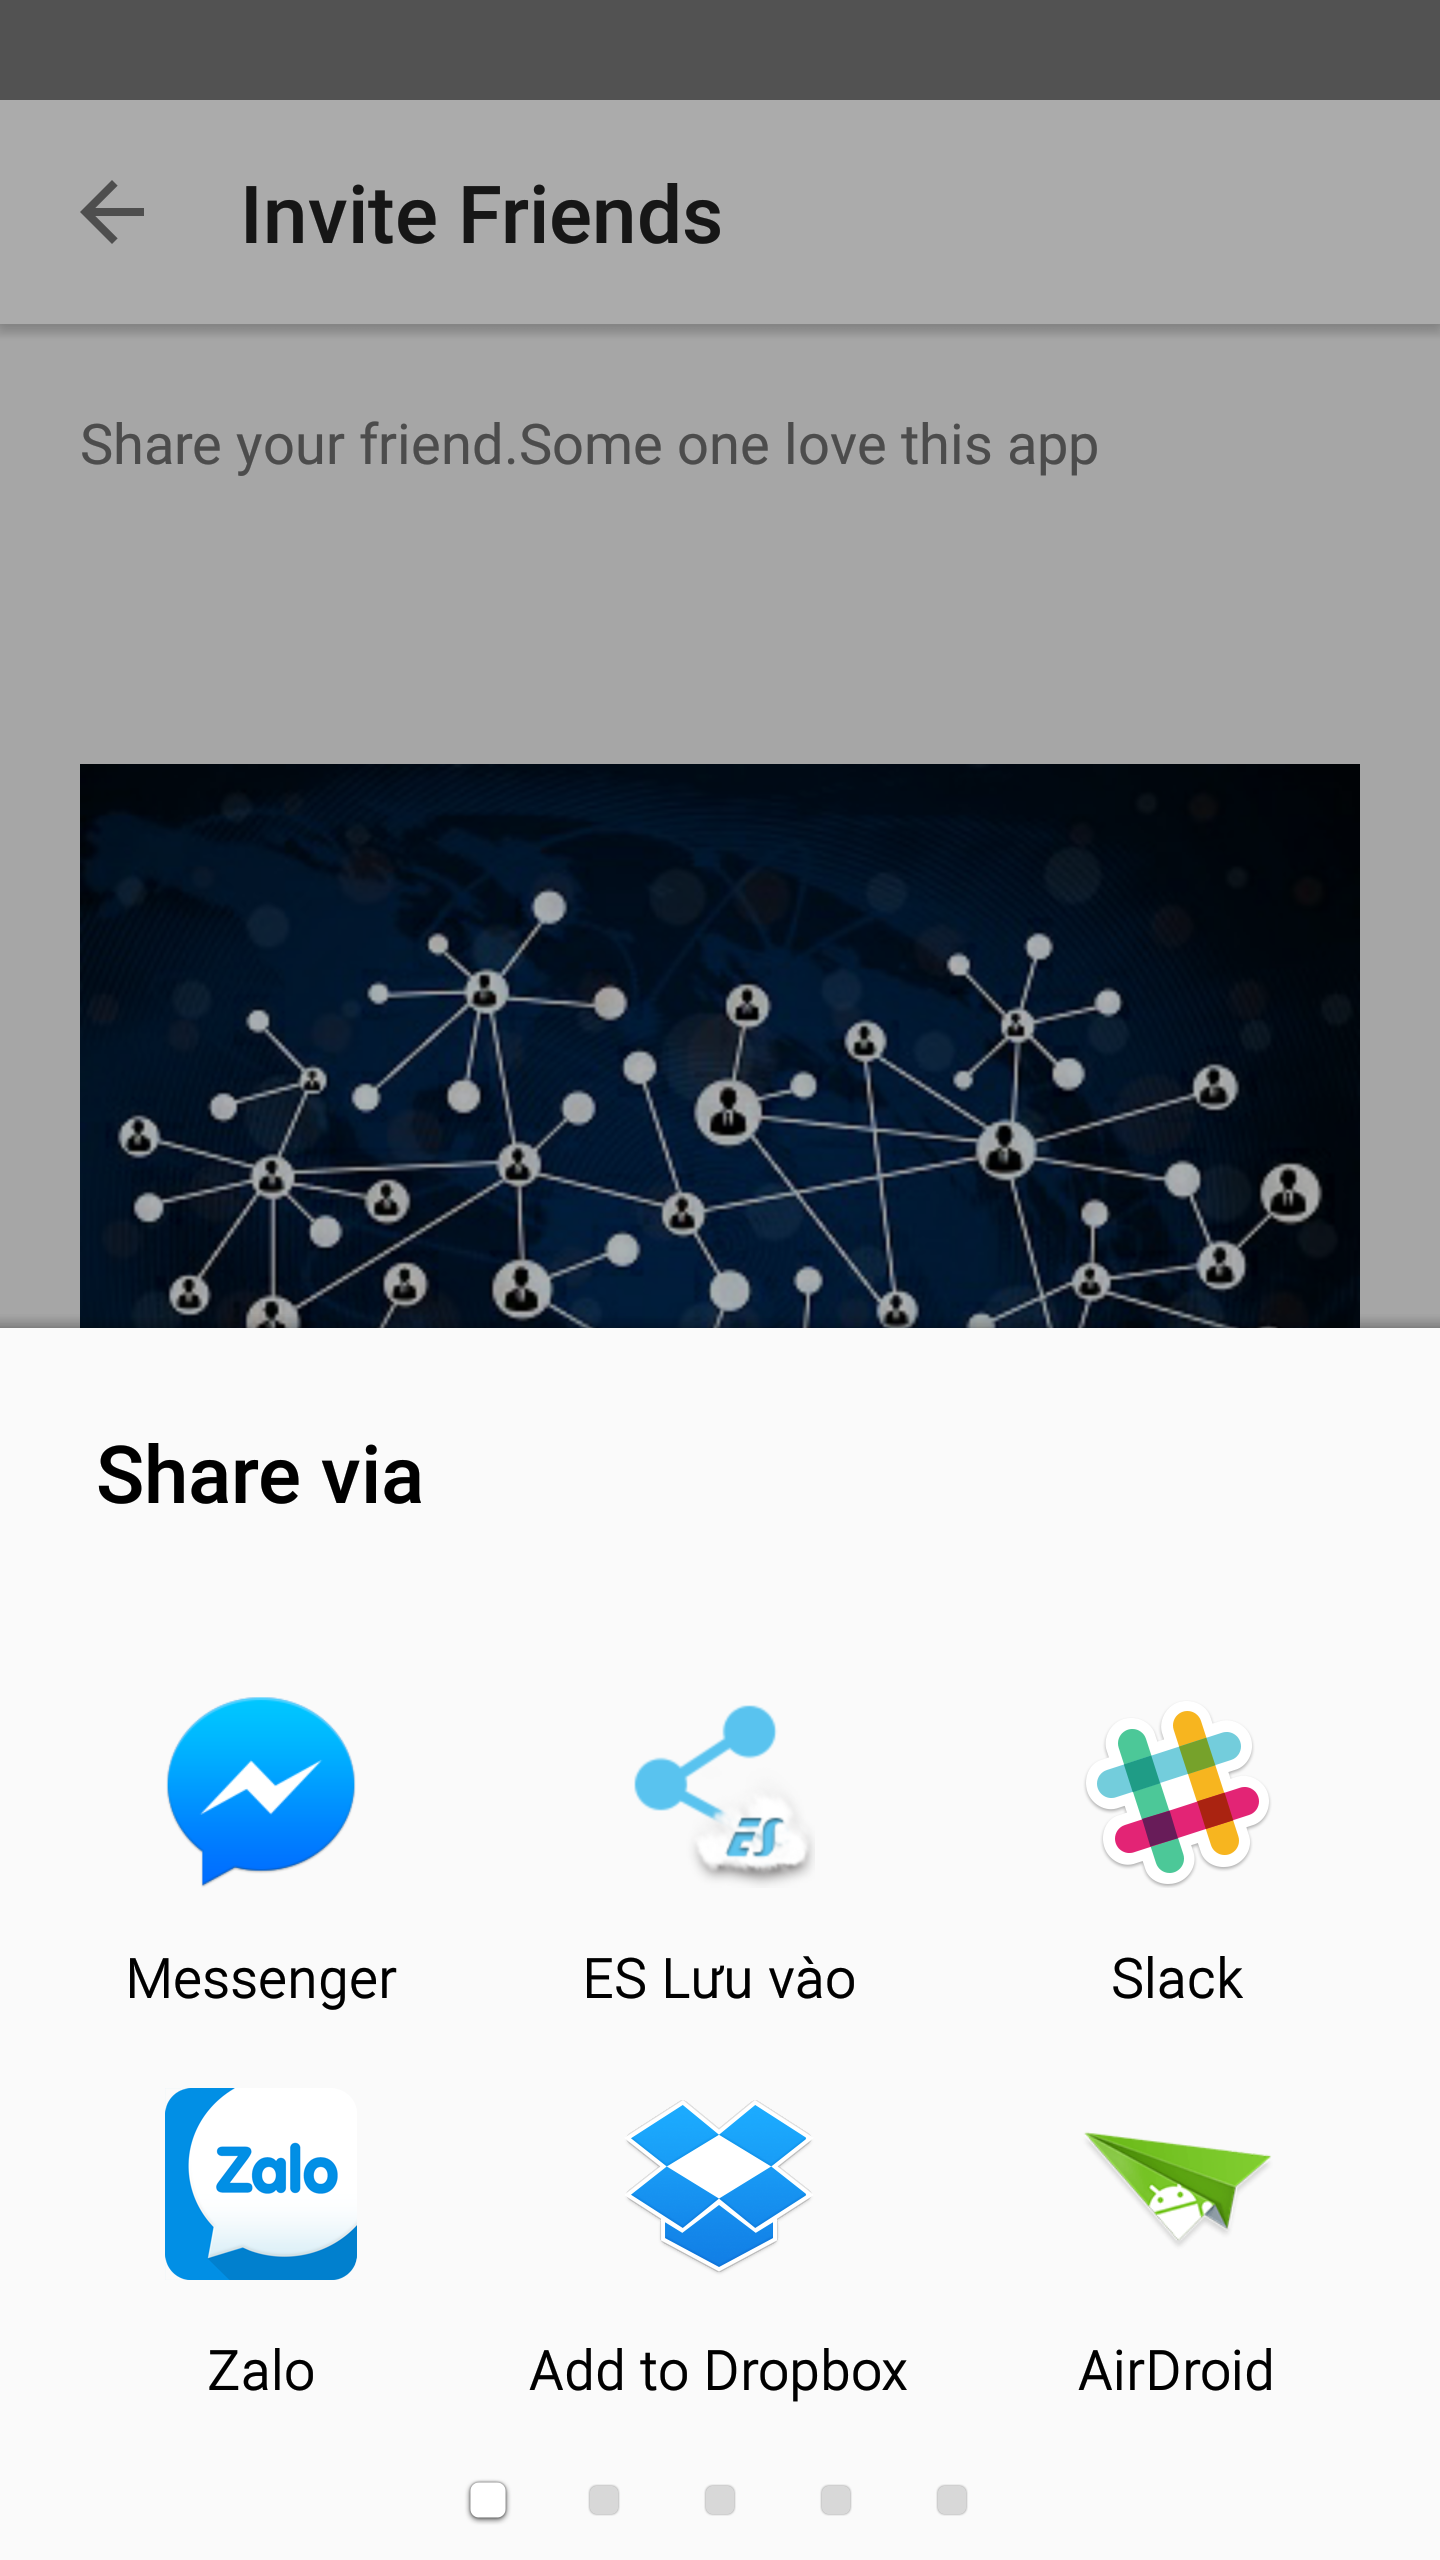 Invite Friends
Share your friend.Some one love this app
Share via
ES
Messenger
ES Lưu vào
Slack
Zalo
Zalo
Add to Dropbox
AirDroid